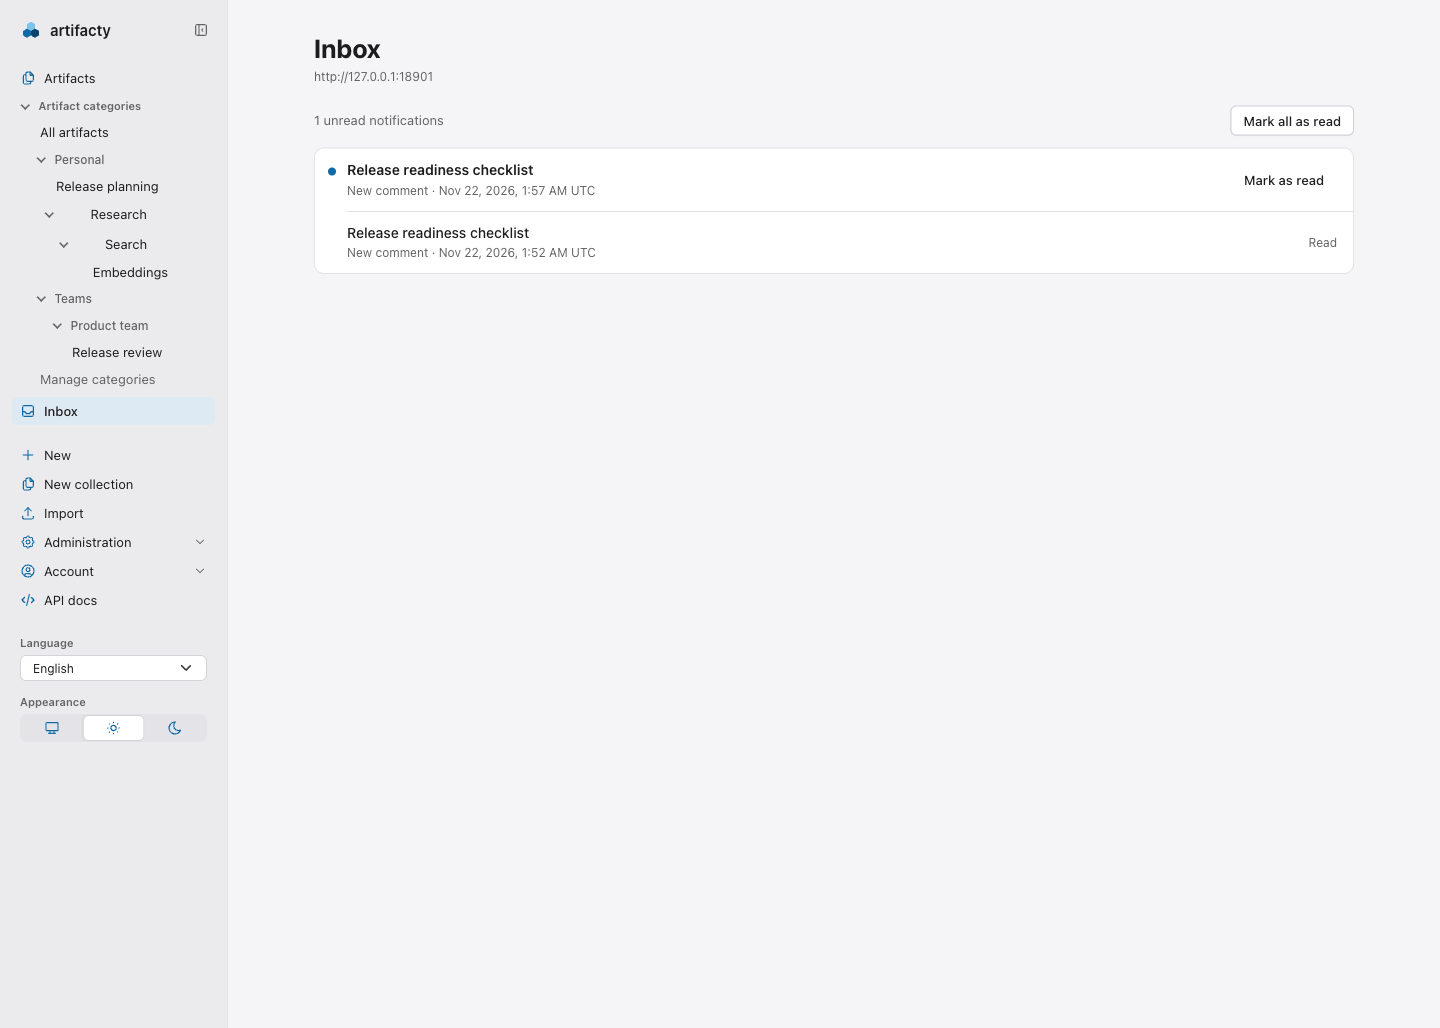 artifacty
Artifacts
Artifact categories
All artifacts
Personal
Release planning
Research
Search
Embeddings
Teams
Product team
Release review
Manage categories
Inbox
New
New collection
Import
Administration
Account
API docs
Language
English
Appearance
Inbox
http://127.0.0.1:18901
1 unread notifications
Mark all as read
Release readiness checklist
New comment · Nov 22, 2026, 1:57 AM UTC
Mark as read
Release readiness checklist
New comment · Nov 22, 2026, 1:52 AM UTC
Read